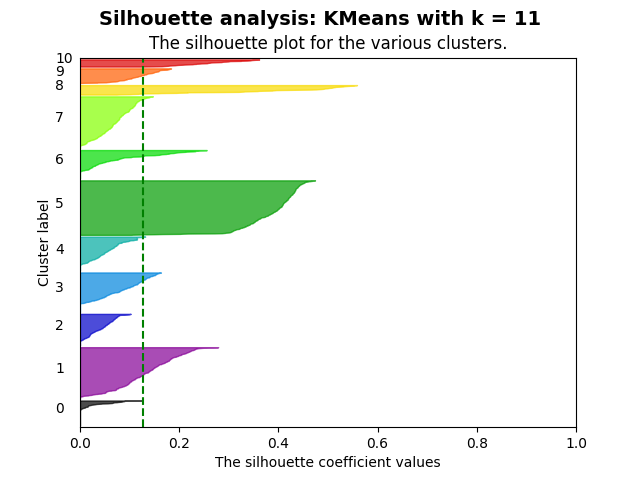 Silhouette analysis: KMeans with k = 11
The silhouette plot for the various clusters.
10
9
8
7
6
5
4
3
2
1
0
Cluster label
0.0 0.2 0.4 0.6 0.8 1.0
The silhouette coefficient values